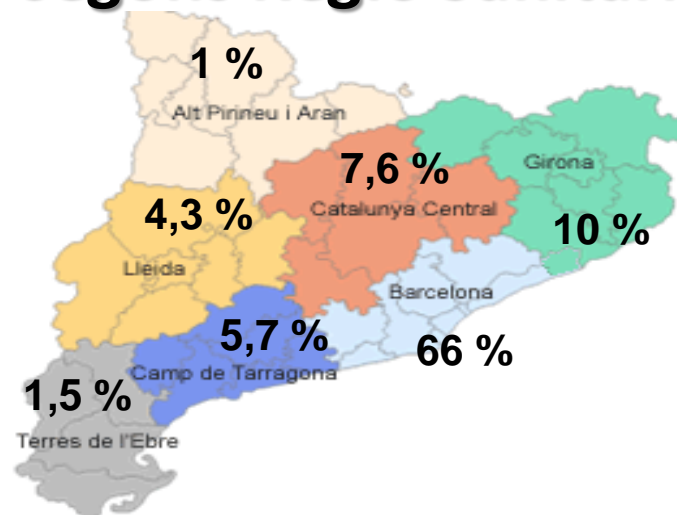 1 %
Alt Pirineu i Aran
7,6 %
Girona
Catalunya Central
4,3 %
10 %
Lleida
Barcelona
5,7 %
66 %
Camp de Tarragona
1,5 %
Terres de l'Ebre